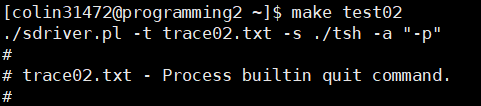 [colin31472@programming2 ~]$ make test02
./sdriver.pl -t trace02.txt -s ./tsh -a "-p"
#
# trace02.txt - Process builtin quit command.
#